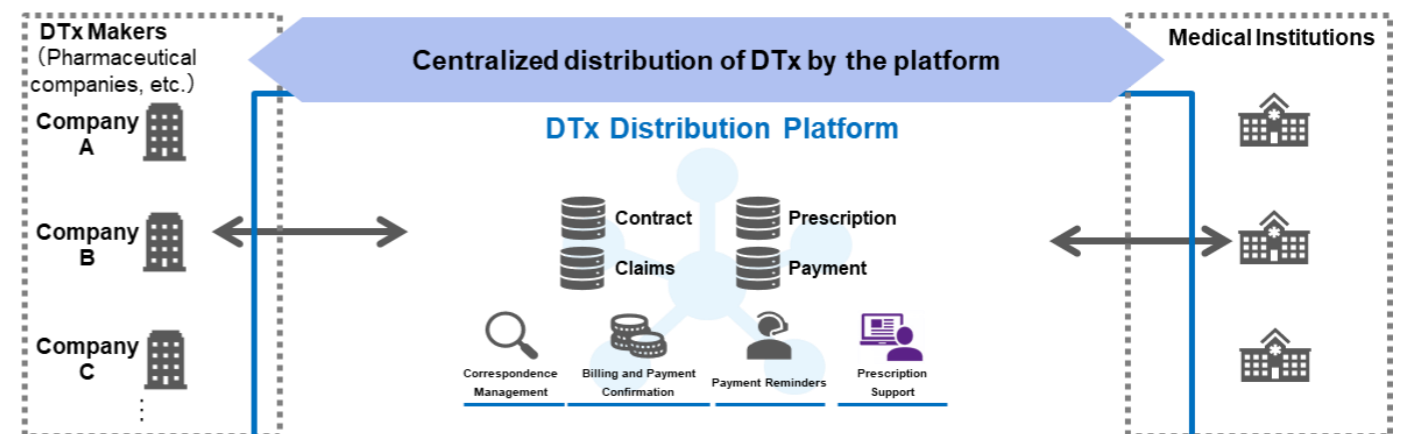 DTx Makers
（Pharmaceutical
companies, etc.）
Company
A
Company
B
Company
C
⋮
Centralized distribution of DTx by the platform
DTx Distribution Platform
Contract
Prescription
Claims
Payment
Correspondence
Management
Billing and Payment
Confirmation
Payment Reminders
Prescription
Support
Medical Institutions